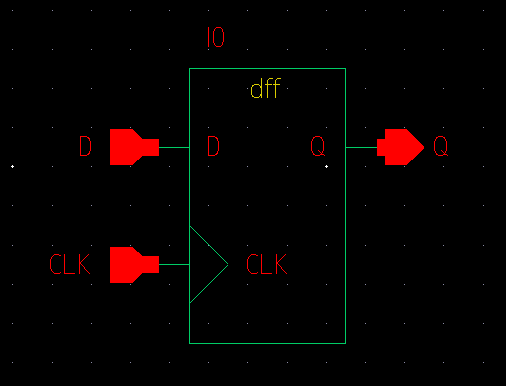 I0
dff
D D Q Q
CLK CLK